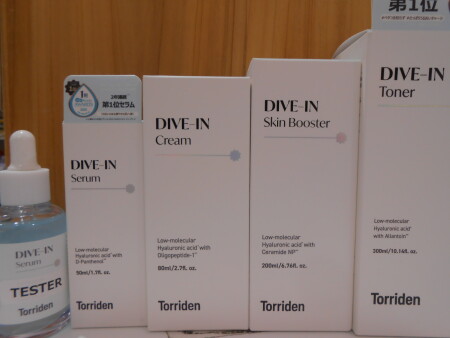 DIVE-IN
Serum
TESTER
Torriden
第1位セラム
DIVE-IN
Serum
Low-molecular
Hyaluronic acid* with
D-Panthenol**
50ml/1.7fl. oz.
Torriden
DIVE-IN
Cream
Low-molecular
Hyaluronic acid* with
Oligopeptide-1**
80ml/2.7fl. oz.
Torriden
DIVE-IN
Skin Booster
Low-molecular
Hyaluronic acid* with
Ceramide NP**
200ml/6.76fl. oz.
Torriden
第1位
DIVE-IN
Toner
Low-molecular
Hyaluronic acid*
with Allantoin**
300ml/10.14fl. oz.
Torriden